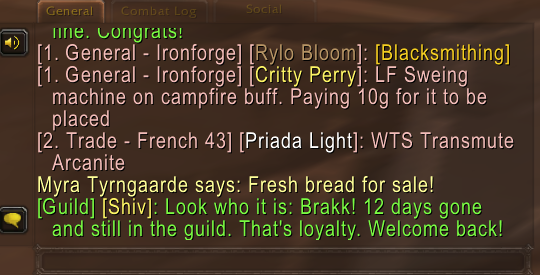 General Combat Log Social
line. Congrats!
[1. General - Ironforge] [Rylo Bloom]: [Blacksmithing]
[1. General - Ironforge] [Critty Perry]: LF Sweing
machine on campfire buff. Paying 10g for it to be
placed
[2. Trade - French 43] [Priada Light]: WTS Transmute
Arcanite
Myra Tyrngaarde says: Fresh bread for sale!
[Guild] [Shiv]: Look who it is: Brakk! 12 days gone
and still in the guild. That's loyalty. Welcome back!